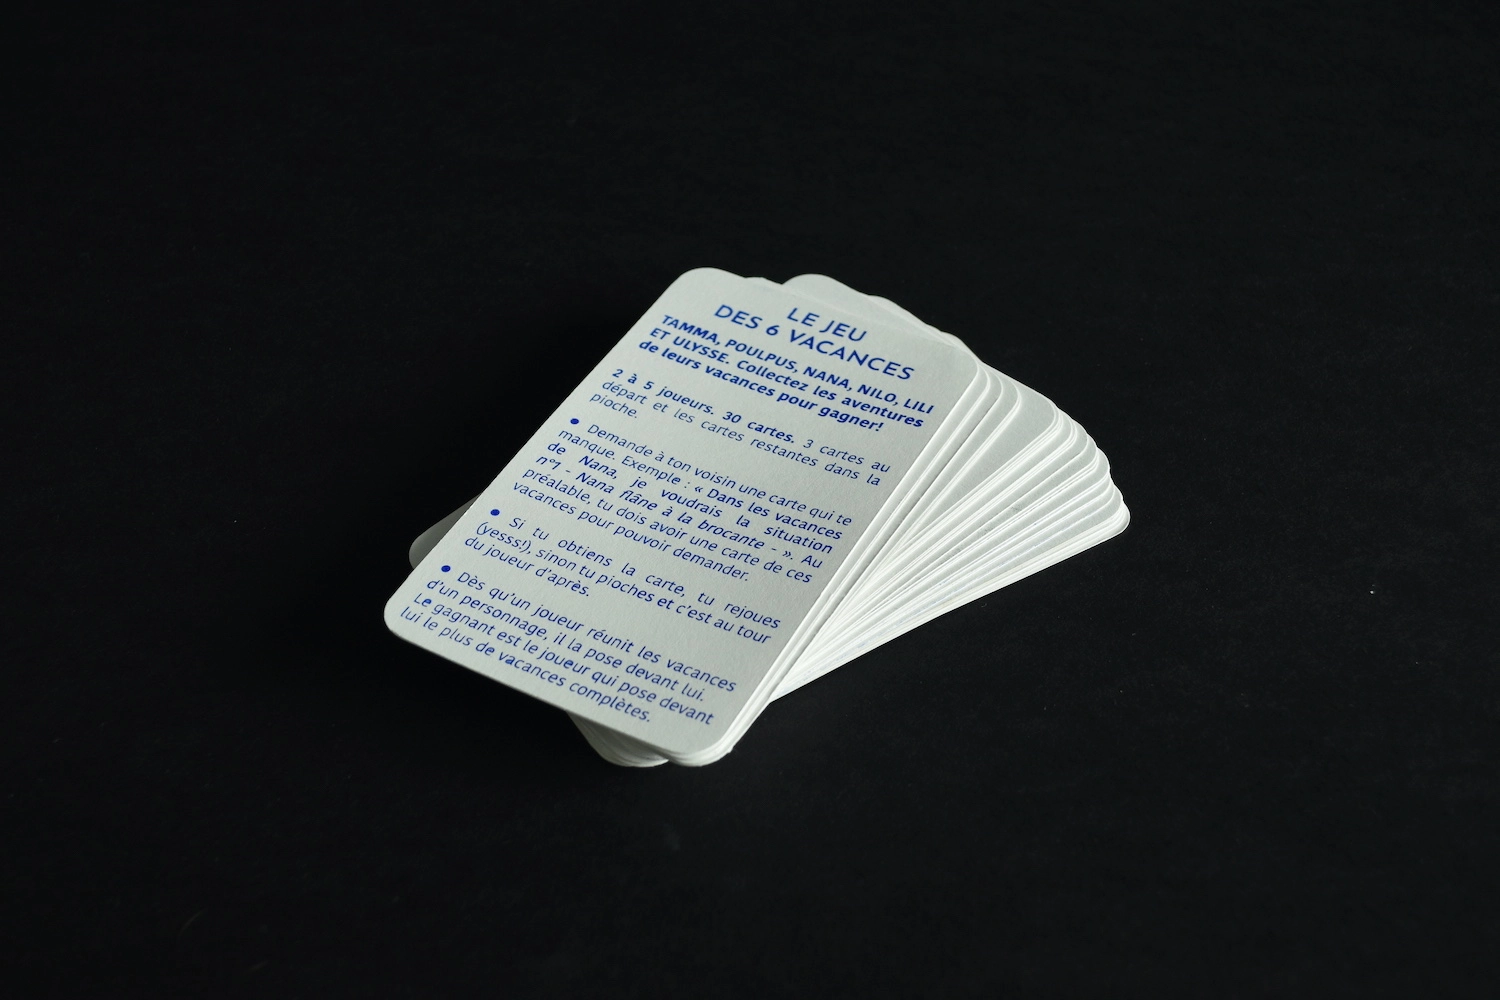 LE JEU
DES 6 VACANCES
TAMMA, POULPUS, NANA, NILO, LILI
ET ULYSSE. Collectez les aventures
de leurs vacances pour gagner!
2 à 5 joueurs. 30 cartes. 3 cartes au
départ et les cartes restantes dans la
pioche.
• Demande à ton voisin une carte qui te
manque. Exemple : « Dans les vacances
de Nana, je voudrais la situation
n°1 - Nana flâne à la brocante - ». Au
préalable, tu dois avoir une carte de ces
vacances pour pouvoir demander.
• Si tu obtiens la carte, tu rejoues
(yesss!), sinon tu pioches et c'est au tour
du joueur d'après.
• Dès qu'un joueur réunit les vacances
d'un personnage, il la pose devant lui.
Le gagnant est le joueur qui pose devant
lui le plus de vacances complètes.